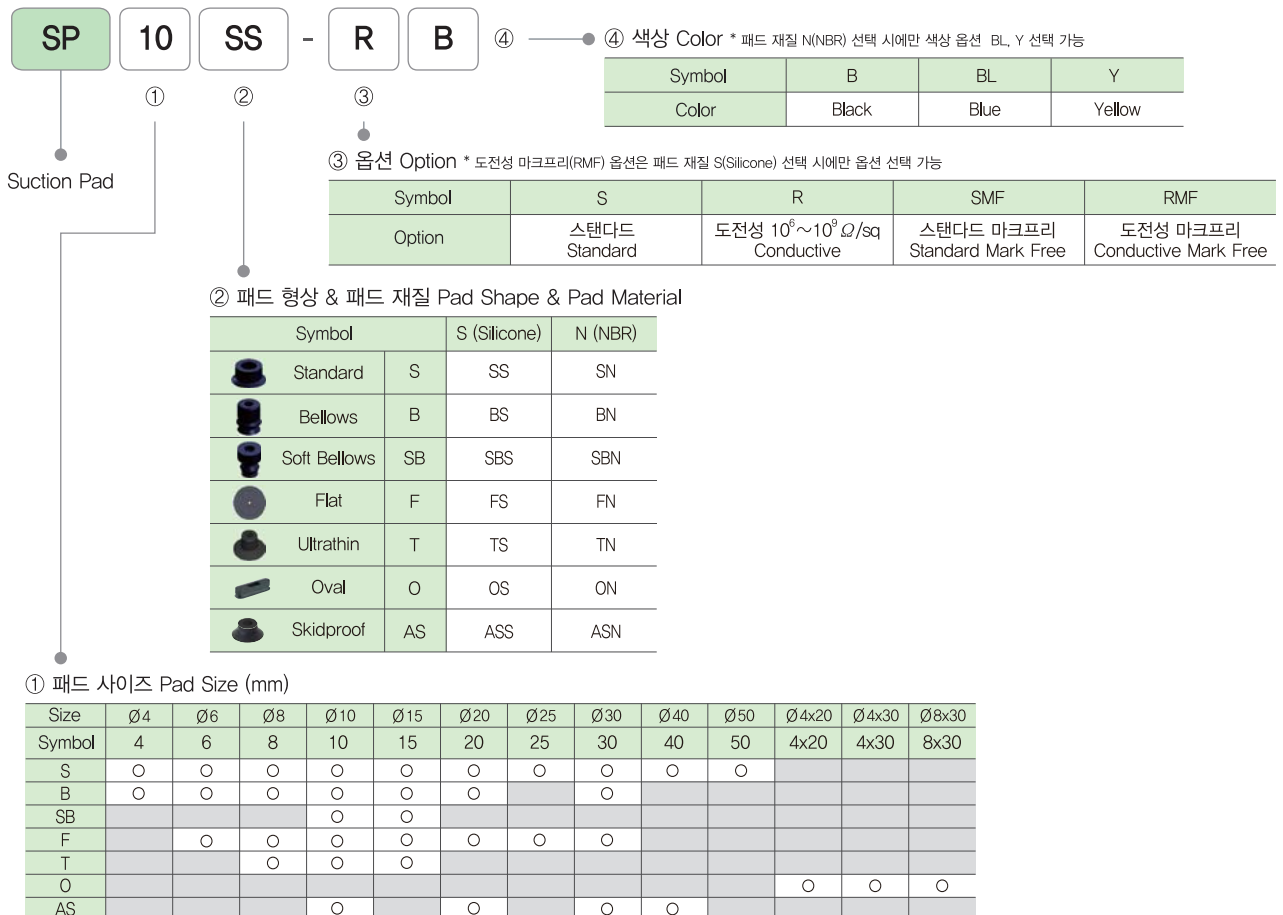 SP 10 SS - R B ④
④ 색상 Color * 패드 재질 N(NBR) 선택 시에만 색상 옵션 BL, Y 선택 가능
Symbol B BL Y
Color Black Blue Yellow
① ② ③
Suction Pad
③ 옵션 Option * 도전성 마크프리(RMF) 옵션은 패드 재질 S(Silicone) 선택 시에만 옵션 선택 가능
Symbol S R SMF RMF
Option 스탠다드 도전성 10⁶~10⁹ Ω/sq 스탠다드 마크프리 도전성 마크프리
Standard Conductive Standard Mark Free Conductive Mark Free
② 패드 형상 & 패드 재질 Pad Shape & Pad Material
Symbol S (Silicone) N (NBR)
Standard S SS SN
Bellows B BS BN
Soft Bellows SB SBS SBN
Flat F FS FN
Ultrathin T TS TN
Oval O OS ON
Skidproof AS ASS ASN
① 패드 사이즈 Pad Size (mm)
Size Ø4 Ø6 Ø8 Ø10 Ø15 Ø20 Ø25 Ø30 Ø40 Ø50 Ø4x20 Ø4x30 Ø8x30
Symbol 4 6 8 10 15 20 25 30 40 50 4x20 4x30 8x30
S ○ ○ ○ ○ ○ ○ ○ ○ ○ ○
B ○ ○ ○ ○ ○ ○ ○
SB ○ ○
F ○ ○ ○ ○ ○ ○ ○
T ○ ○ ○
O ○ ○ ○
AS ○ ○ ○ ○